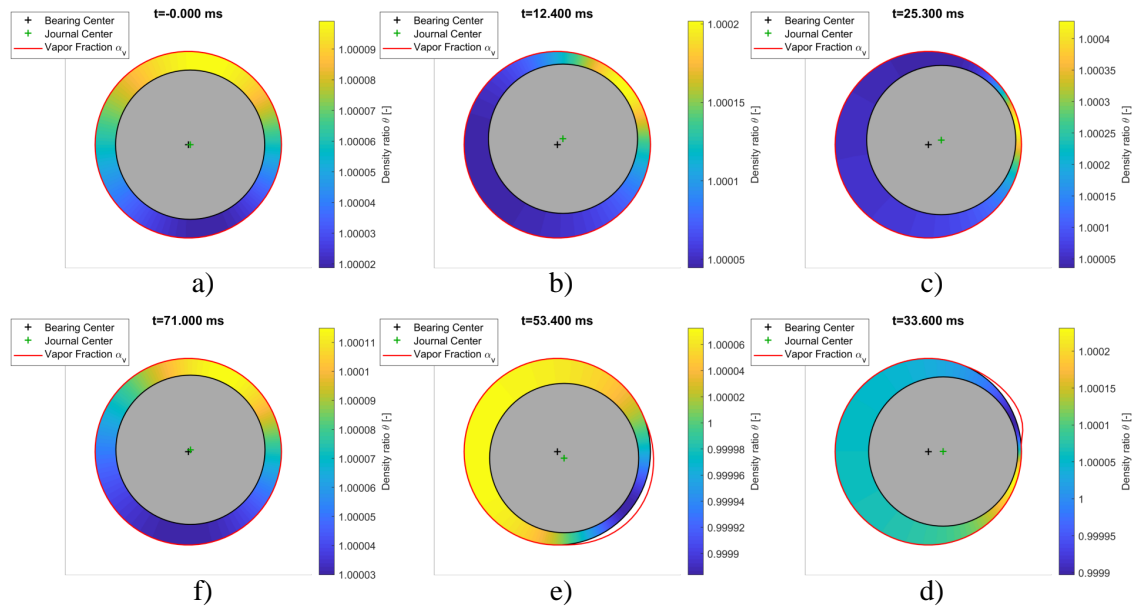 t=-0.000 ms
Bearing Center
Journal Center
Vapor Fraction αv
1.00009
1.00008
1.00007
1.00006
1.00005
1.00004
1.00003
1.00002
Density ratio θ [-]
a)
t=12.400 ms
Bearing Center
Journal Center
Vapor Fraction αv
1.0002
1.00015
1.0001
1.00005
Density ratio θ [-]
b)
t=25.300 ms
Bearing Center
Journal Center
Vapor Fraction αv
1.0004
1.00035
1.0003
1.00025
1.0002
1.00015
1.0001
1.00005
Density ratio θ [-]
c)
t=71.000 ms
Bearing Center
Journal Center
Vapor Fraction αv
1.00011
1.0001
1.00009
1.00008
1.00007
1.00006
1.00005
1.00004
1.00003
Density ratio θ [-]
f)
t=53.400 ms
Bearing Center
Journal Center
Vapor Fraction αv
1.00006
1.00004
1.00002
1
0.99998
0.99996
0.99994
0.99992
0.9999
Density ratio θ [-]
e)
t=33.600 ms
Bearing Center
Journal Center
Vapor Fraction αv
1.0002
1.00015
1.0001
1.00005
1
0.99995
0.9999
Density ratio θ [-]
d)